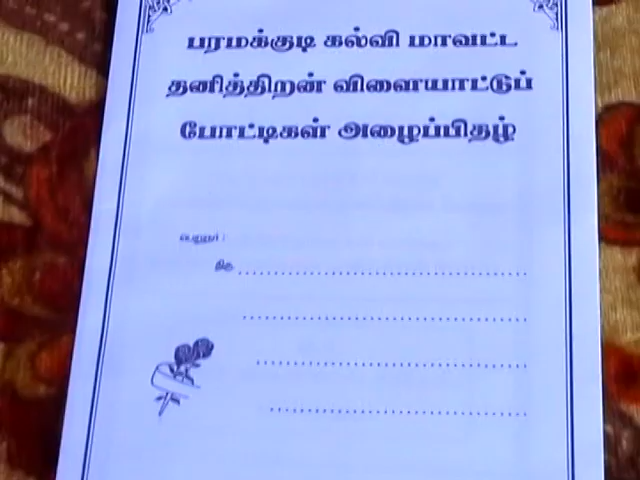 பரமக்குடி கல்வி மாவட்ட
தனித்திறன் விளையாட்டுப்
போட்டிகள் அழைப்பிதழ்
பெறுநர் :
திரு